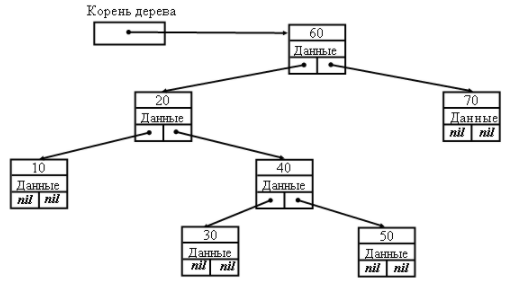 Корень дерева
60
Данные
20
Данные
70
Данные
nil nil
10
Данные
nil nil
40
Данные
30
Данные
nil nil
50
Данные
nil nil